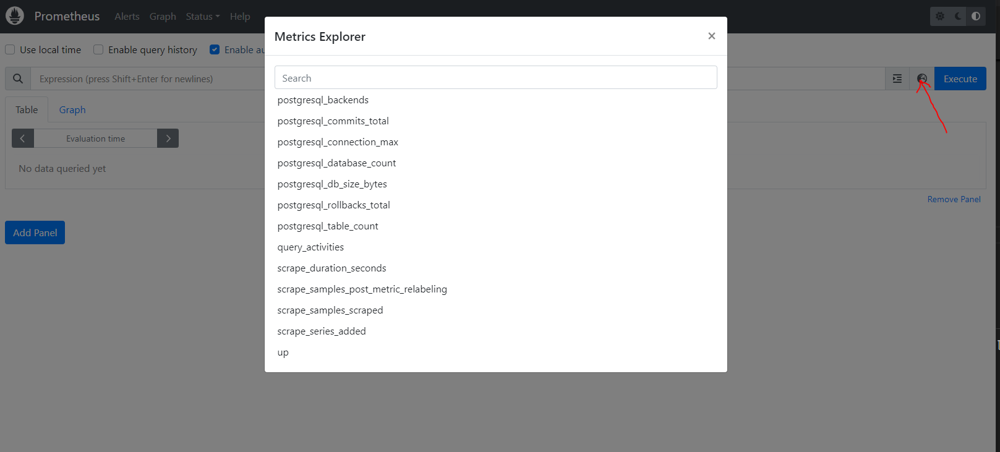 Prometheus Alerts Graph Status Help
Metrics Explorer ×
Use local time Enable query history Enable au
Search
Expression (press Shift+Enter for newlines) Execute
Table Graph
Evaluation time
No data queried yet
postgresql_backends
postgresql_commits_total
postgresql_connection_max
postgresql_database_count
postgresql_db_size_bytes
postgresql_rollbacks_total
postgresql_table_count
query_activities
scrape_duration_seconds
scrape_samples_post_metric_relabeling
scrape_samples_scraped
scrape_series_added
up
Remove Panel
Add Panel